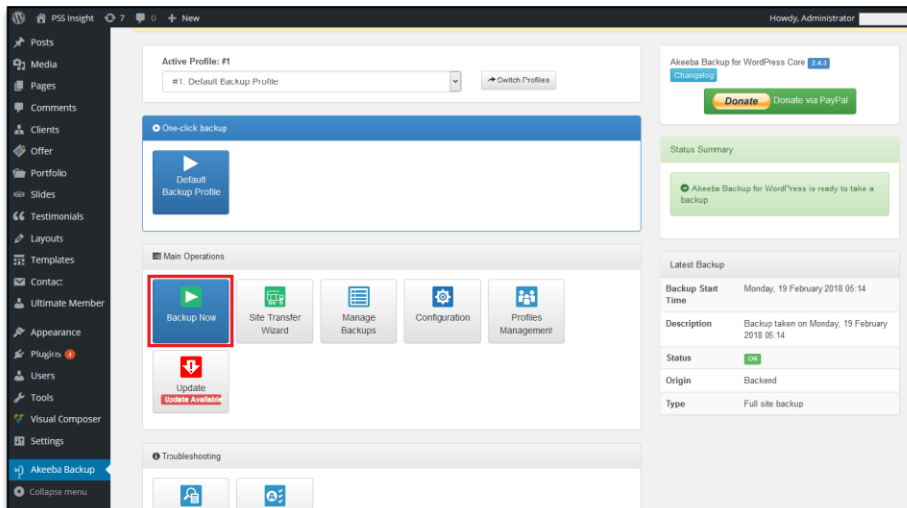 PSS Insight 7 0 + New
Howdy, Administrator
Posts
Media
Pages
Comments
Clients
Offer
Portfolio
Slides
Testimonials
Layouts
Templates
Contact
Ultimate Member
Appearance
Plugins
Users
Tools
Visual Composer
Settings
Akeeba Backup
Collapse menu
Active Profile: #1
#1. Default Backup Profile
Switch Profiles
One-click backup
Default
Backup Profile
Main Operations
Backup Now
Site Transfer
Wizard
Manage
Backups
Configuration
Profiles
Management
Update
Update Available
Troubleshooting
Akeeba Backup for WordPress Core 2.4.3
Changelog
Donate Donate via PayPal
Status Summary
Akeeba Backup for WordPress is ready to take a
backup
Latest Backup
Backup Start
Time
Monday, 19 February 2018 05:14
Description
Backup taken on Monday, 19 February
2018 05:14
Status
OK
Origin
Backend
Type
Full site backup